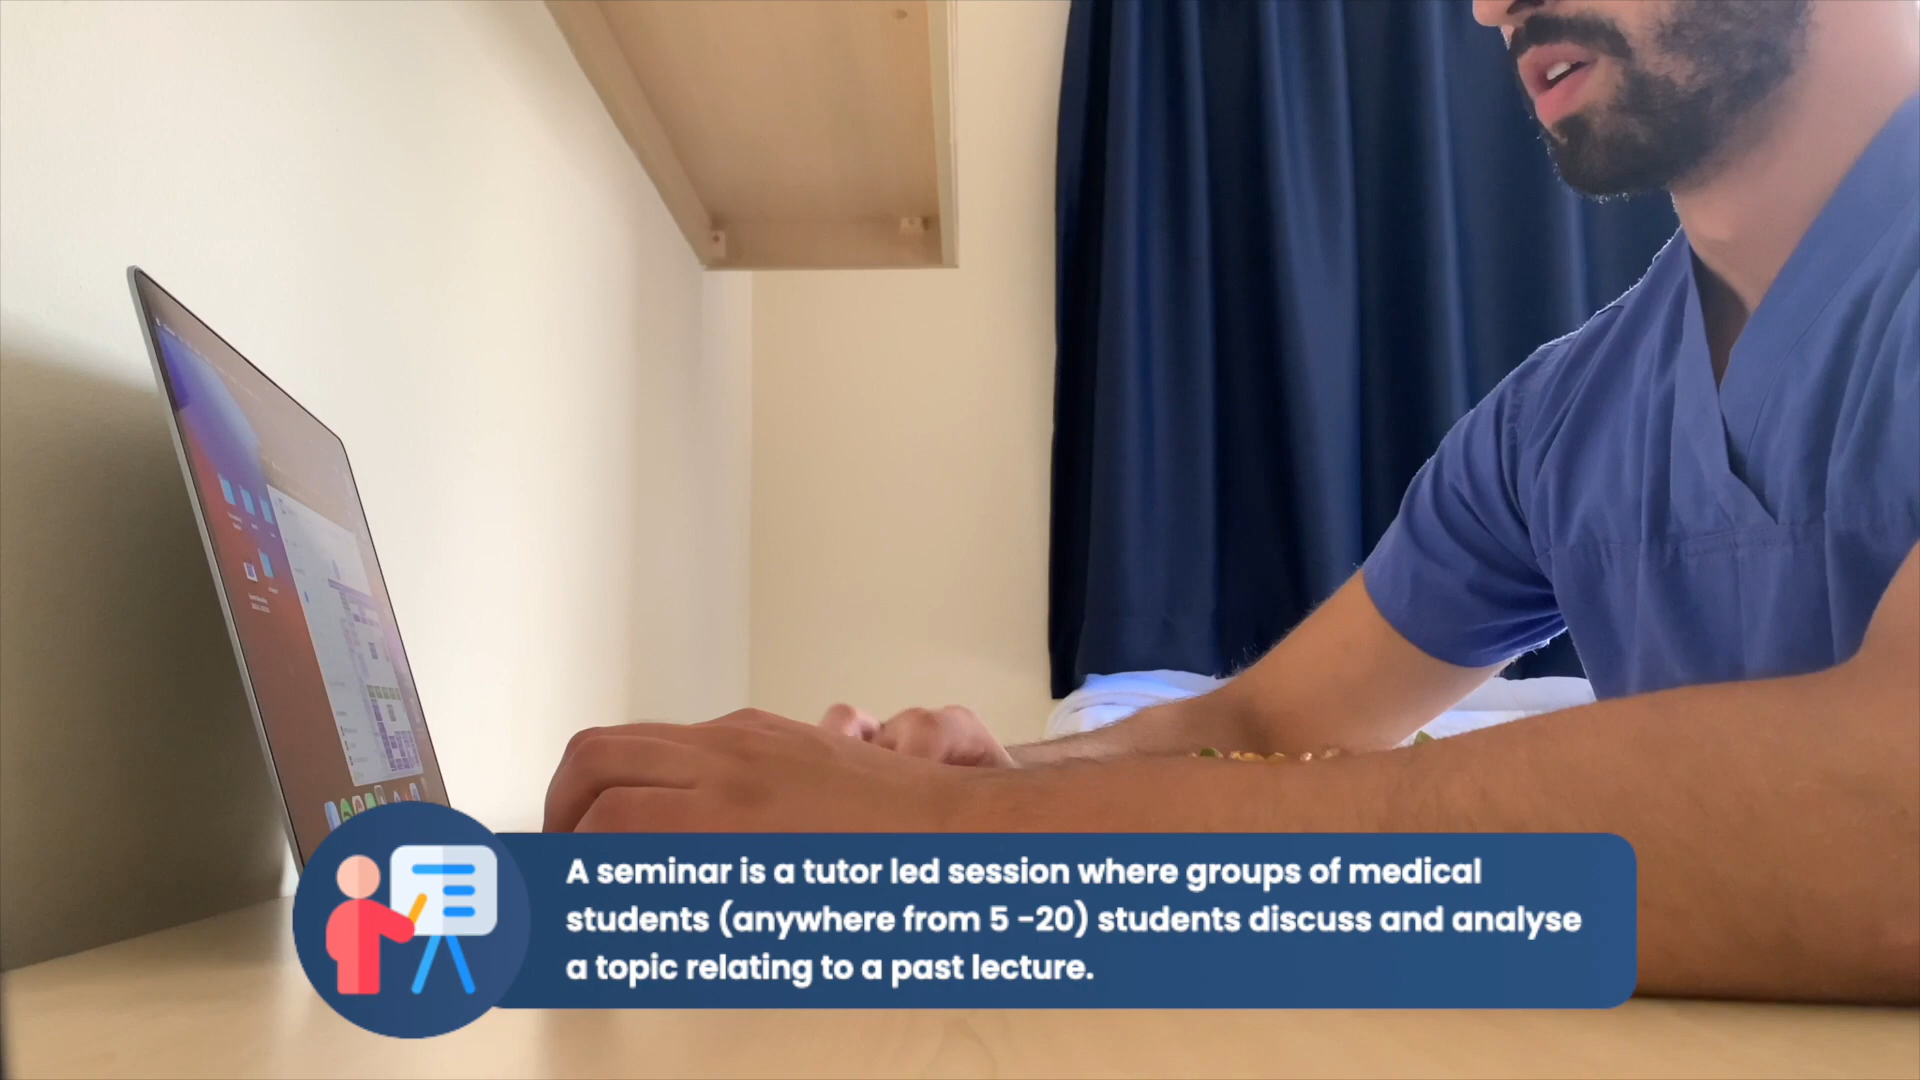 A seminar is a tutor led session where groups of medical
students (anywhere from 5 -20) students discuss and analyse
a topic relating to a past lecture.